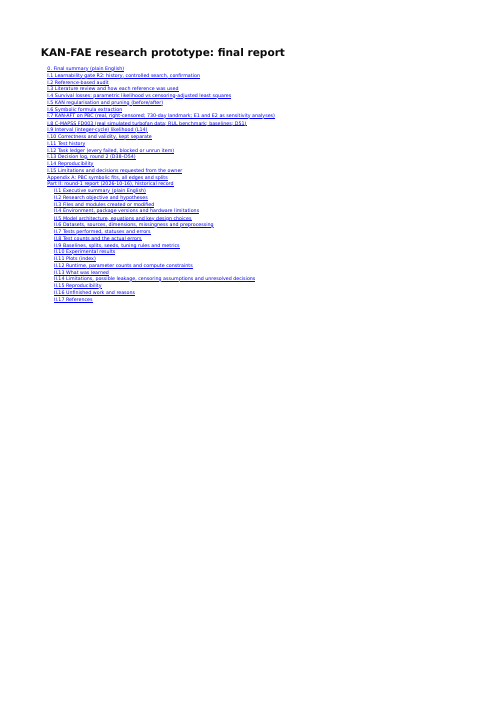 KAN-FAE research prototype: final report
0. Final summary (plain English)
I.1 Learnability gate R2: history, controlled search, confirmation
I.2 Reference-based audit
I.3 Literature review and how each reference was used
I.4 Survival losses: parametric likelihood vs censoring-adjusted least squares
I.5 KAN regularisation and pruning (before/after)
I.6 Symbolic formula extraction
I.7 KAN-AFT on PBC (real, right-censored; 730-day landmark; E1 and E2 as sensitivity analyses)
I.8 C-MAPSS FD003 (real simulated turbofan data; RUL benchmark; baselines; D51)
I.9 Interval (integer-cycle) likelihood (L14)
I.10 Correctness and validity, kept separate
I.11 Test history
I.12 Task ledger (every failed, blocked or unrun item)
I.13 Decision log, round 2 (D38–D54)
I.14 Reproducibility
I.15 Limitations and decisions requested from the owner
Appendix A: PBC symbolic fits, all edges and splits
Part II: round-1 report (2026-10-16), historical record
II.1 Executive summary (plain English)
II.2 Research objective and hypotheses
II.3 Files and modules created or modified
II.4 Environment, package versions and hardware limitations
II.5 Model architecture, equations and key design choices
II.6 Datasets, sources, dimensions, missingness and preprocessing
II.7 Tests performed, statuses and errors
II.8 Test counts and the actual errors
II.9 Baselines, splits, seeds, tuning rules and metrics
II.10 Experimental results
II.11 Plots (index)
II.12 Runtime, parameter counts and compute constraints
II.13 What was learned
II.14 Limitations, possible leakage, censoring assumptions and unresolved decisions
II.15 Reproducibility
II.16 Unfinished work and reasons
II.17 References